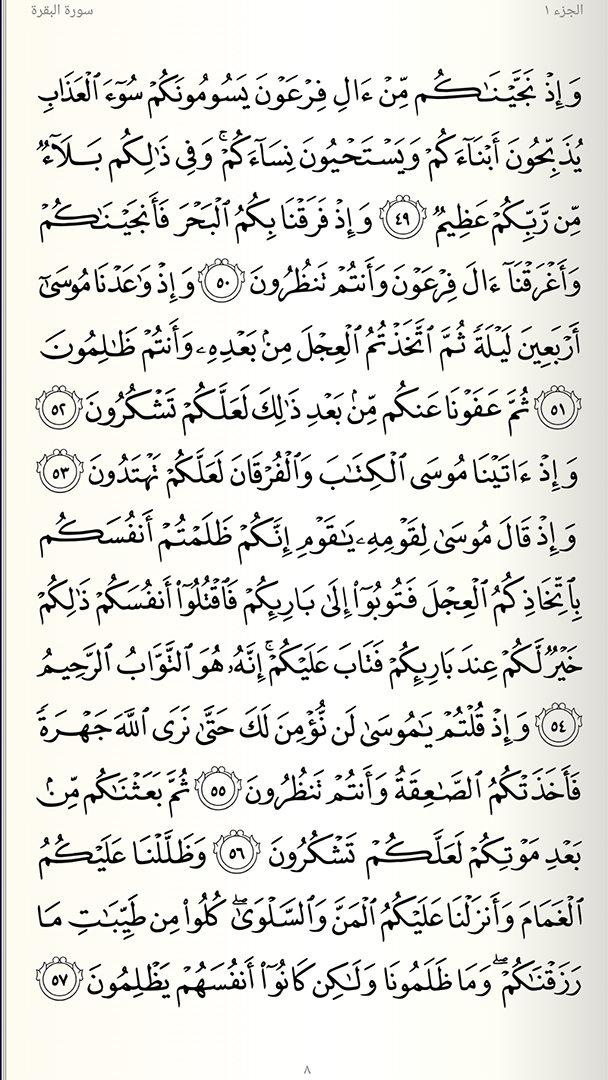 الجزء ١
سورة البقرة
وَإِذْ نَجَّيْنَـٰكُم مِّنْ ءَالِ فِرْعَوْنَ يَسُومُونَكُمْ سُوٓءَ ٱلْعَذَابِ
يُذَبِّحُونَ أَبْنَآءَكُمْ وَيَسْتَحْيُونَ نِسَآءَكُمْ ۚ وَفِى ذَٰلِكُم بَلَآءٌ
مِّن رَّبِّكُمْ عَظِيمٌ ٤٩ وَإِذْ فَرَقْنَا بِكُمُ ٱلْبَحْرَ فَأَنجَيْنَـٰكُمْ
وَأَغْرَقْنَآ ءَالَ فِرْعَوْنَ وَأَنتُمْ تَنظُرُونَ ٥٠ وَإِذْ وَٰعَدْنَا مُوسَىٰٓ
أَرْبَعِينَ لَيْلَةً ثُمَّ ٱتَّخَذْتُمُ ٱلْعِجْلَ مِنۢ بَعْدِهِۦ وَأَنتُمْ ظَـٰلِمُونَ
٥١ ثُمَّ عَفَوْنَا عَنكُم مِّنۢ بَعْدِ ذَٰلِكَ لَعَلَّكُمْ تَشْكُرُونَ ٥٢
وَإِذْ ءَاتَيْنَا مُوسَى ٱلْكِتَـٰبَ وَٱلْفُرْقَانَ لَعَلَّكُمْ تَهْتَدُونَ ٥٣
وَإِذْ قَالَ مُوسَىٰ لِقَوْمِهِۦ يَـٰقَوْمِ إِنَّكُمْ ظَلَمْتُمْ أَنفُسَكُم
بِٱتِّخَاذِكُمُ ٱلْعِجْلَ فَتُوبُوٓا۟ إِلَىٰ بَارِئِكُمْ فَٱقْتُلُوٓا۟ أَنفُسَكُمْ ذَٰلِكُمْ
خَيْرٌ لَّكُمْ عِندَ بَارِئِكُمْ فَتَابَ عَلَيْكُمْ ۚ إِنَّهُۥ هُوَ ٱلتَّوَّابُ ٱلرَّحِيمُ
٥٤ وَإِذْ قُلْتُمْ يَـٰمُوسَىٰ لَن نُّؤْمِنَ لَكَ حَتَّىٰ نَرَى ٱللَّهَ جَهْرَةً
فَأَخَذَتْكُمُ ٱلصَّـٰعِقَةُ وَأَنتُمْ تَنظُرُونَ ٥٥ ثُمَّ بَعَثْنَـٰكُم مِّنۢ
بَعْدِ مَوْتِكُمْ لَعَلَّكُمْ تَشْكُرُونَ ٥٦ وَظَلَّلْنَا عَلَيْكُمُ
ٱلْغَمَامَ وَأَنزَلْنَا عَلَيْكُمُ ٱلْمَنَّ وَٱلسَّلْوَىٰ ۖ كُلُوا۟ مِن طَيِّبَـٰتِ مَا
رَزَقْنَـٰكُمْ ۖ وَمَا ظَلَمُونَا وَلَـٰكِن كَانُوٓا۟ أَنفُسَهُمْ يَظْلِمُونَ ٥٧
٨